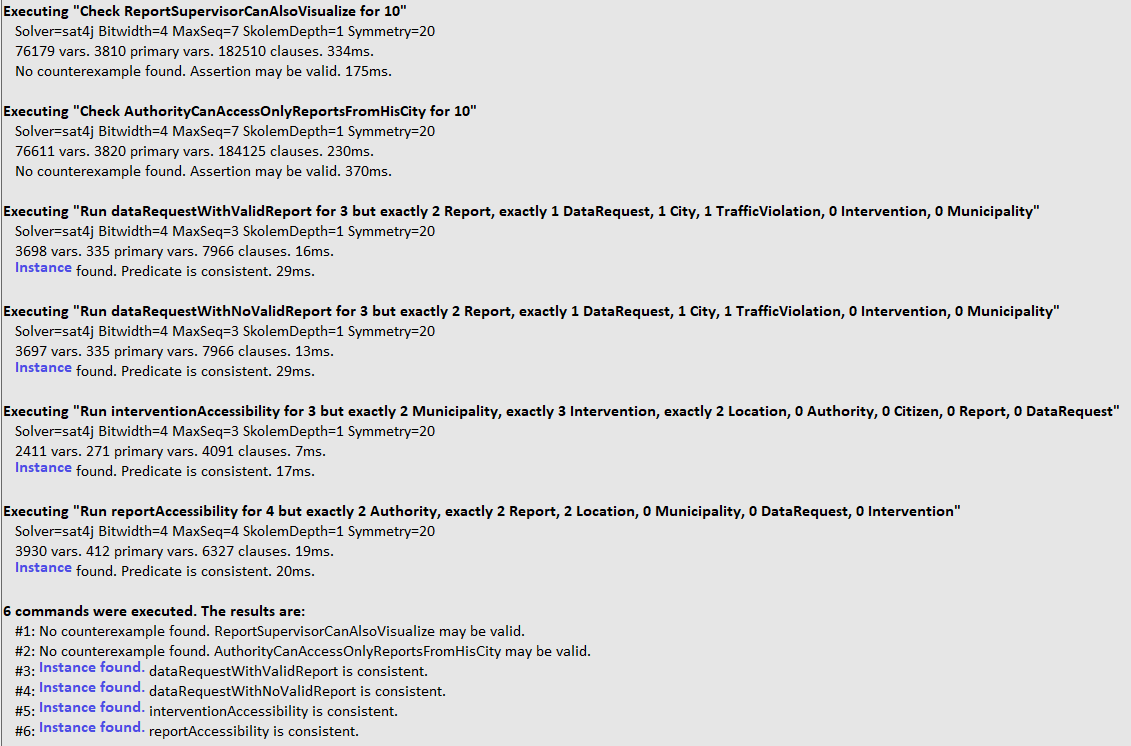 Executing "Check ReportSupervisorCanAlsoVisualize for 10"
Solver=sat4j Bitwidth=4 MaxSeq=7 SkolemDepth=1 Symmetry=20
76179 vars. 3810 primary vars. 182510 clauses. 334ms.
No counterexample found. Assertion may be valid. 175ms.
Executing "Check AuthorityCanAccessOnlyReportsFromHisCity for 10"
Solver=sat4j Bitwidth=4 MaxSeq=7 SkolemDepth=1 Symmetry=20
76611 vars. 3820 primary vars. 184125 clauses. 230ms.
No counterexample found. Assertion may be valid. 370ms.
Executing "Run dataRequestWithValidReport for 3 but exactly 2 Report, exactly 1 DataRequest, 1 City, 1 TrafficViolation, 0 Intervention, 0 Municipality"
Solver=sat4j Bitwidth=4 MaxSeq=3 SkolemDepth=1 Symmetry=20
3698 vars. 335 primary vars. 7966 clauses. 16ms.
Instance found. Predicate is consistent. 29ms.
Executing "Run dataRequestWithNoValidReport for 3 but exactly 2 Report, exactly 1 DataRequest, 1 City, 1 TrafficViolation, 0 Intervention, 0 Municipality"
Solver=sat4j Bitwidth=4 MaxSeq=3 SkolemDepth=1 Symmetry=20
3697 vars. 335 primary vars. 7966 clauses. 13ms.
Instance found. Predicate is consistent. 29ms.
Executing "Run interventionAccessibility for 3 but exactly 2 Municipality, exactly 3 Intervention, exactly 2 Location, 0 Authority, 0 Citizen, 0 Report, 0 DataRequest"
Solver=sat4j Bitwidth=4 MaxSeq=3 SkolemDepth=1 Symmetry=20
2411 vars. 271 primary vars. 4091 clauses. 7ms.
Instance found. Predicate is consistent. 17ms.
Executing "Run reportAccessibility for 4 but exactly 2 Authority, exactly 2 Report, 2 Location, 0 Municipality, 0 DataRequest, 0 Intervention"
Solver=sat4j Bitwidth=4 MaxSeq=4 SkolemDepth=1 Symmetry=20
3930 vars. 412 primary vars. 6327 clauses. 19ms.
Instance found. Predicate is consistent. 20ms.
6 commands were executed. The results are:
#1: No counterexample found. ReportSupervisorCanAlsoVisualize may be valid.
#2: No counterexample found. AuthorityCanAccessOnlyReportsFromHisCity may be valid.
#3: Instance found. dataRequestWithValidReport is consistent.
#4: Instance found. dataRequestWithNoValidReport is consistent.
#5: Instance found. interventionAccessibility is consistent.
#6: Instance found. reportAccessibility is consistent.